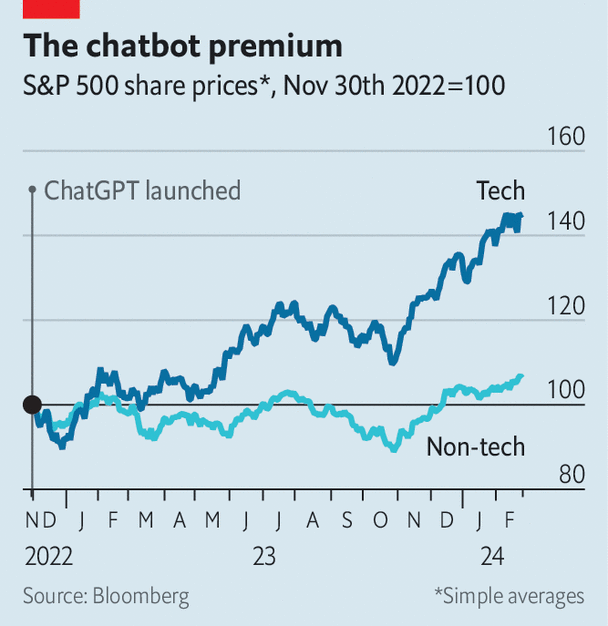 The chatbot premium
S&P 500 share prices*, Nov 30th 2022=100
160
ChatGPT launched
Tech
140
120
100
Non-tech
80
N D J F M A M J J A S O N D J F
2022 23 24
Source: Bloomberg *Simple averages